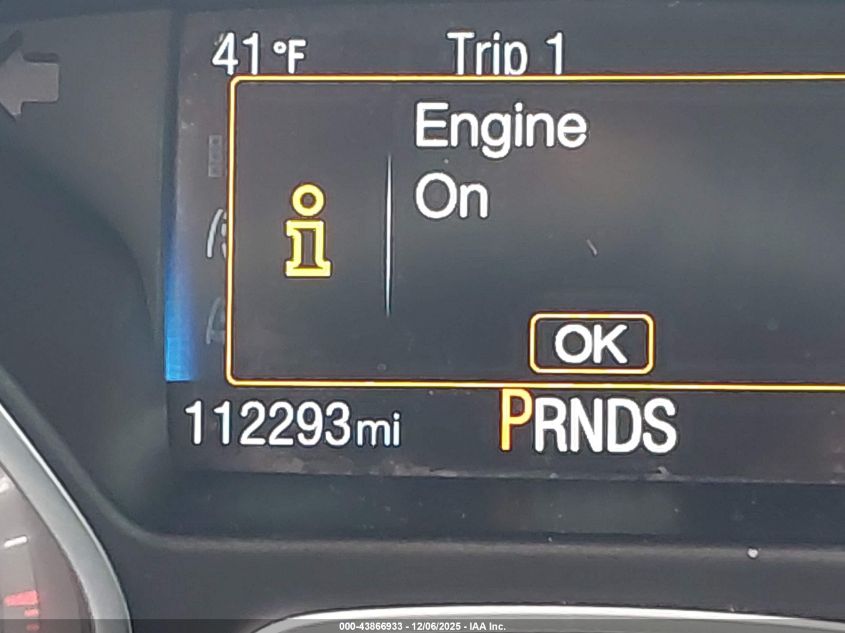 41°F Trip 1
Engine
On
OK
112293mi PRNDS
000-43866933 - 12/06/2025 - IAA Inc.